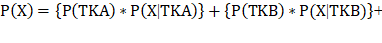 P(X) = {P(TKA) ∗ P(X|TKA)} + {P(TKB) ∗ P(X|TKB)}+